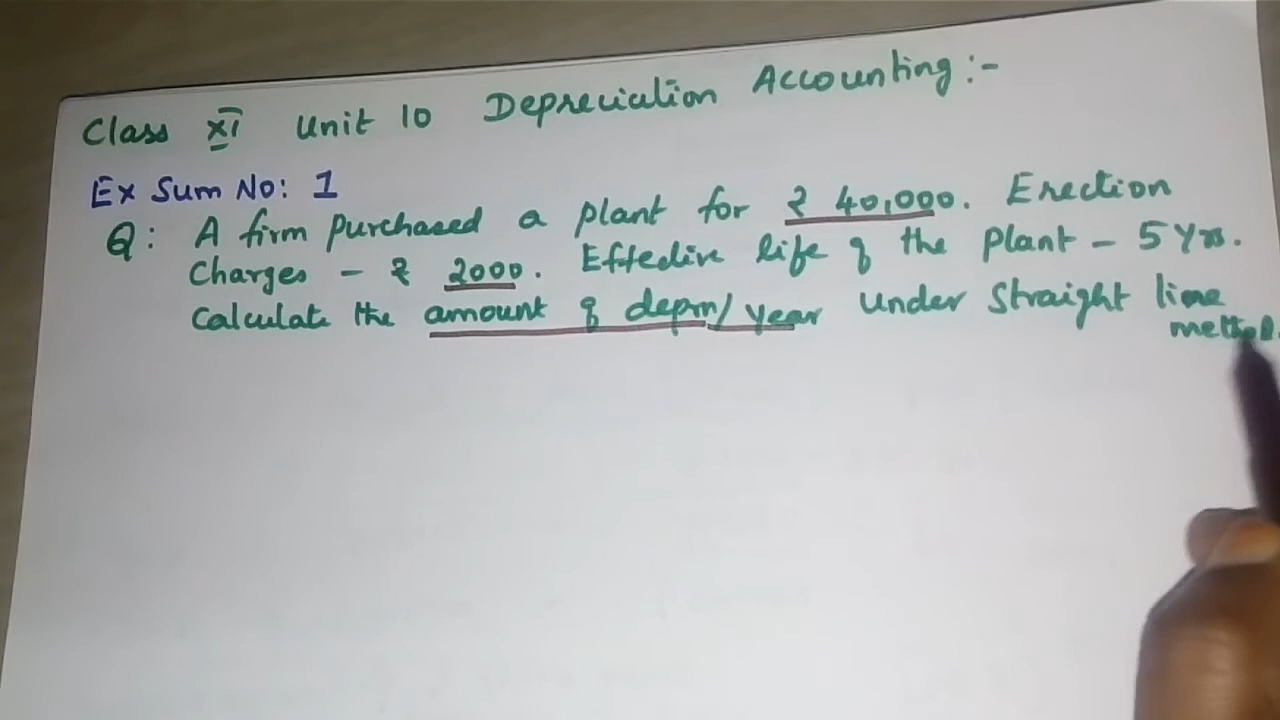 Class XI Unit 10 Depreciation Accounting:-
Ex Sum No: 1
Q: A firm purchased a plant for ₹ 40,000. Erection
Charges - ₹ 2000. Effective life of the plant - 5 Yrs.
Calculate the amount of deprn/year under straight line
method.